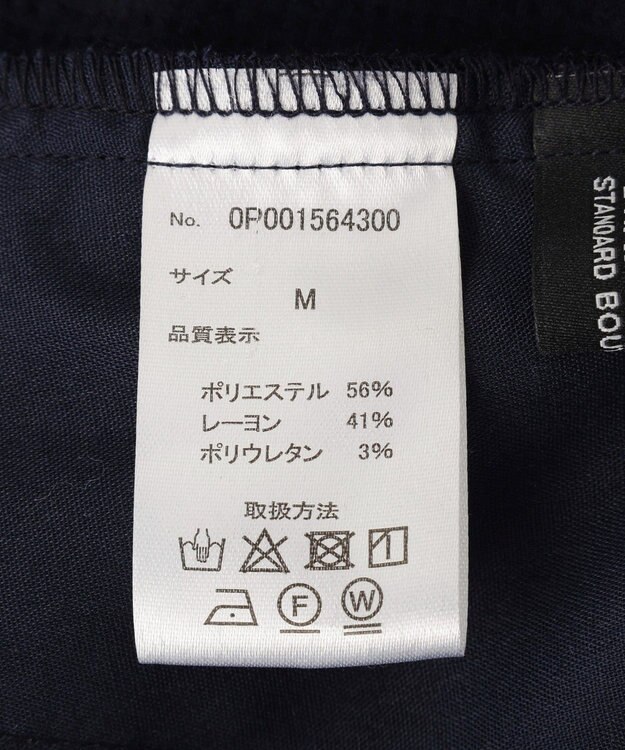 No. 0P001564300
サイズ
M
品質表示
ポリエステル 56%
レーヨン 41%
ポリウレタン 3%
取扱方法
F
W
STANDARD BOU